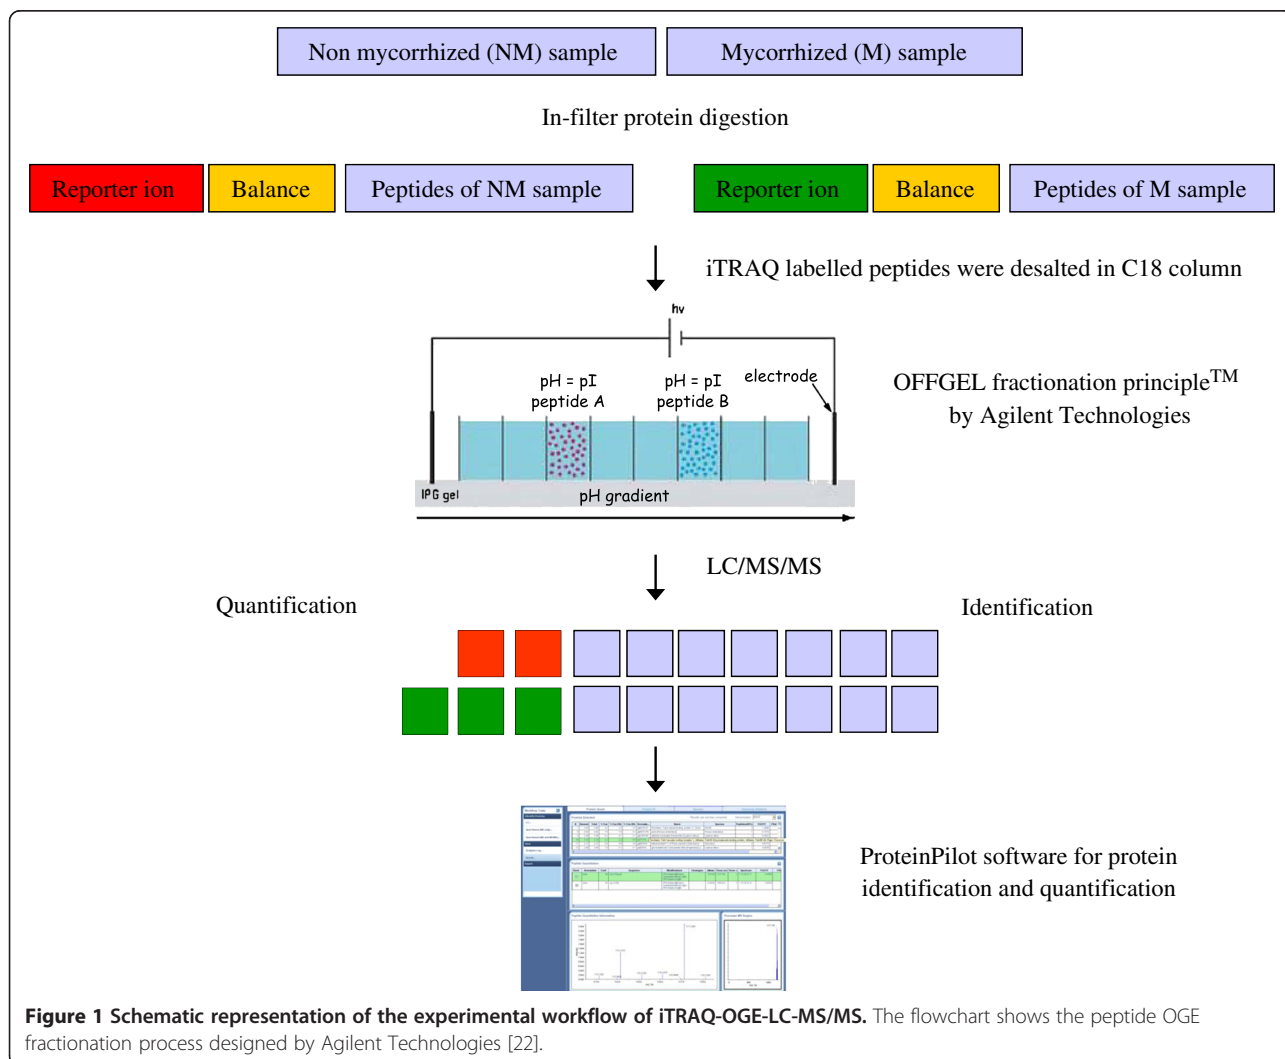 Non mycorrhized (NM) sample
Mycorrhized (M) sample
In-filter protein digestion
Reporter ion
Balance
Peptides of NM sample
Reporter ion
Balance
Peptides of M sample
iTRAQ labelled peptides were desalted in C18 column
hv
pH = pI
peptide A
pH = pI
peptide B
electrode
IPG gel
pH gradient
OFFGEL fractionation principle™
by Agilent Technologies
LC/MS/MS
Quantification
Identification
ProteinPilot software for protein
identification and quantification
Figure 1 Schematic representation of the experimental workflow of iTRAQ-OGE-LC-MS/MS. The flowchart shows the peptide OGE
fractionation process designed by Agilent Technologies [22].